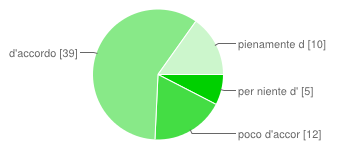 d'accordo [39]
pienamente d [10]
per niente d' [5]
poco d'accor [12]